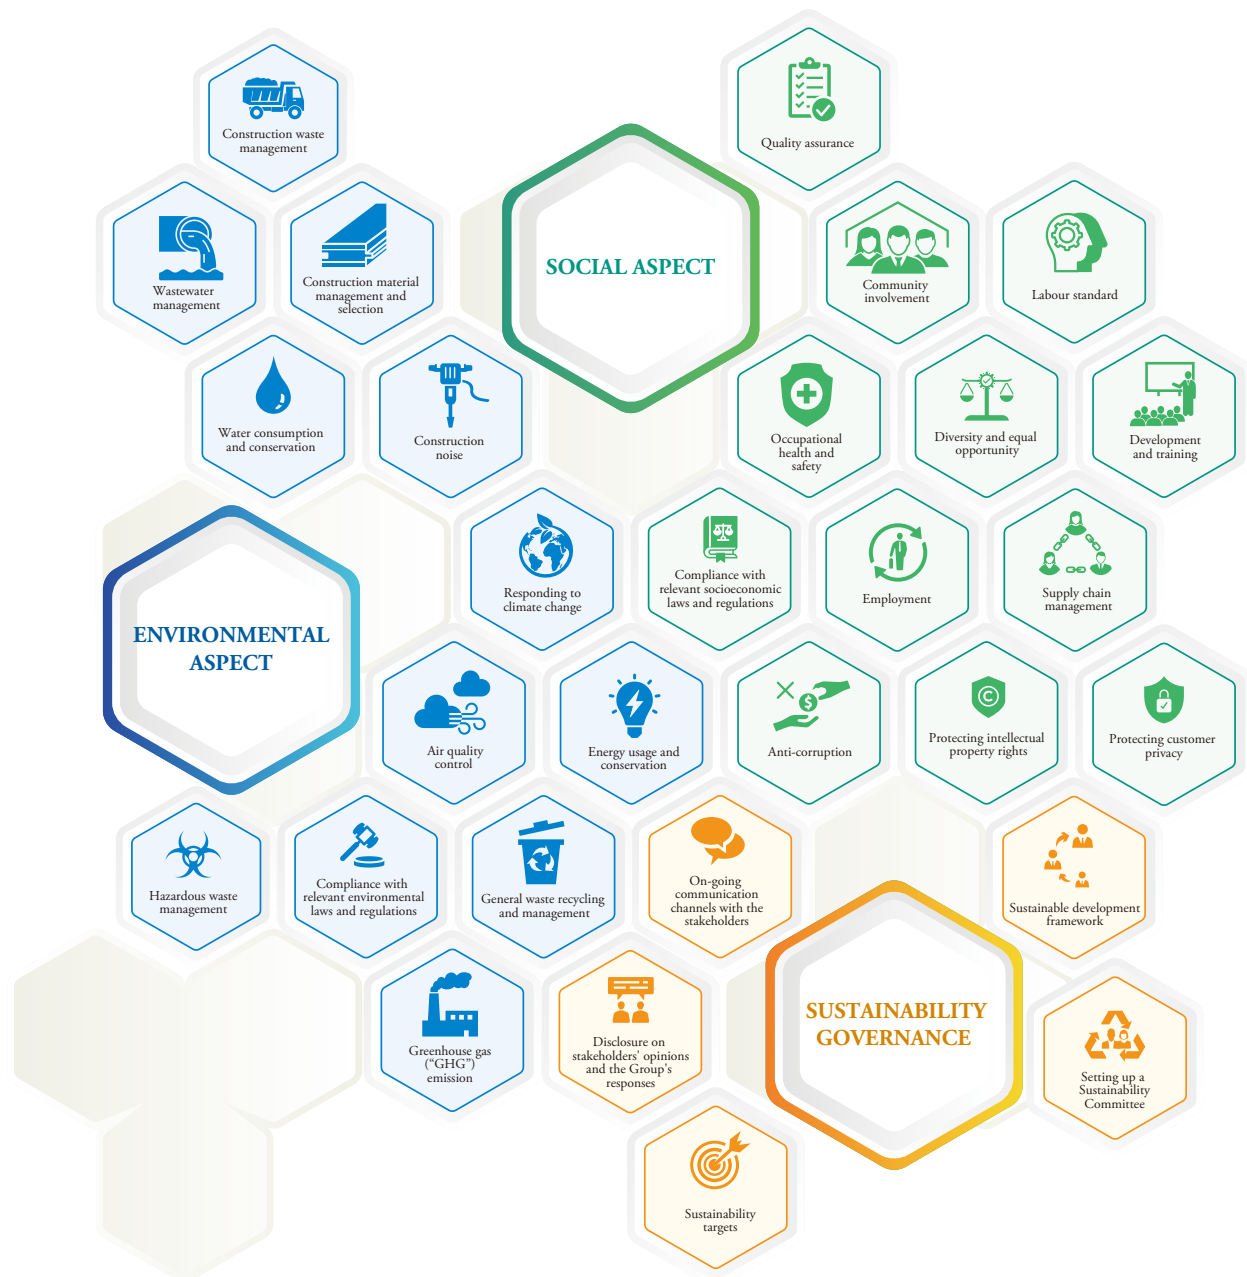 Construction waste
management
Quality assurance
Wastewater
management
Construction material
management and
selection
SOCIAL ASPECT
Community
involvement
Labour standard
Water consumption
and conservation
Construction
noise
Occupational
health and
safety
Diversity and equal
opportunity
Development
and training
ENVIRONMENTAL
ASPECT
Responding to
climate change
Compliance with
relevant socioeconomic
laws and regulations
Employment
Supply chain
management
Air quality
control
Energy usage and
conservation
Anti-corruption
$
Protecting intellectual
property rights
C
Protecting customer
privacy
Hazardous waste
management
Compliance with
relevant environmental
laws and regulations
General waste recycling
and management
On-going
communication
channels with the
stakeholders
Sustainable development
framework
Greenhouse gas
(“GHG”)
emission
Disclosure on
stakeholders' opinions
and the Group's
responses
SUSTAINABILITY
GOVERNANCE
Setting up a
Sustainability
Committee
Sustainability
targets